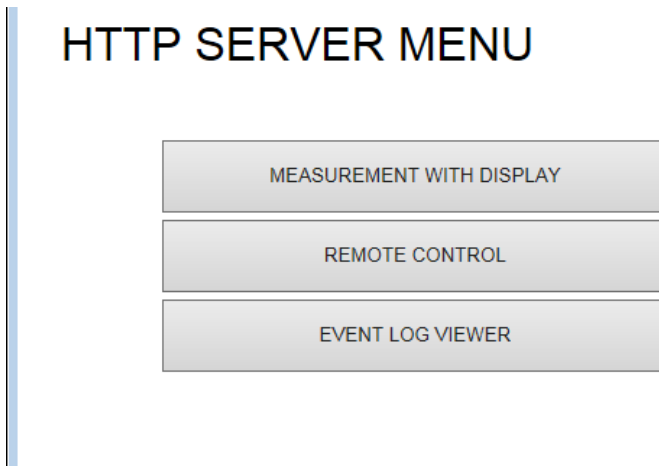 HTTP SERVER MENU
MEASUREMENT WITH DISPLAY
REMOTE CONTROL
EVENT LOG VIEWER